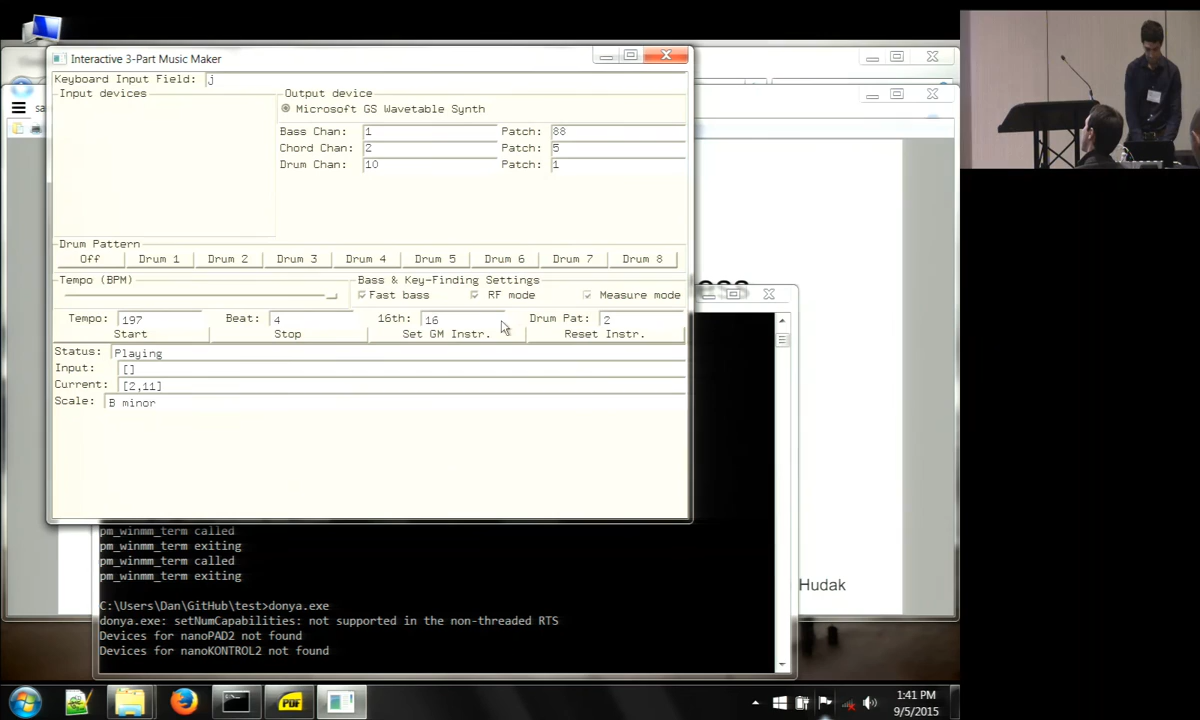 Interactive 3-Part Music Maker
Keyboard Input Field: j
Input devices
Output device
Microsoft GS Wavetable Synth
Bass Chan: 1 Patch: 88
Chord Chan: 2 Patch: 5
Drum Chan: 10 Patch: 1
Drum Pattern
Off Drum 1 Drum 2 Drum 3 Drum 4 Drum 5 Drum 6 Drum 7 Drum 8
Tempo (BPM)
Bass & Key-Finding Settings
Fast bass RF mode Measure mode
Tempo: 197 Beat: 4 16th: 16 Drum Pat: 2
Start Stop Set GM Instr. Reset Instr.
Status: Playing
Input: []
Current: [2,11]
Scale: B minor
pm_winmm_term called
pm_winmm_term exiting
pm_winmm_term called
pm_winmm_term exiting
C:\Users\Dan\GitHub\test>donya.exe
donya.exe: setNumCapabilities: not supported in the non-threaded RTS
Devices for nanoPAD2 not found
Devices for nanoKONTROL2 not found
Hudak
PDF
1:41 PM
9/5/2015